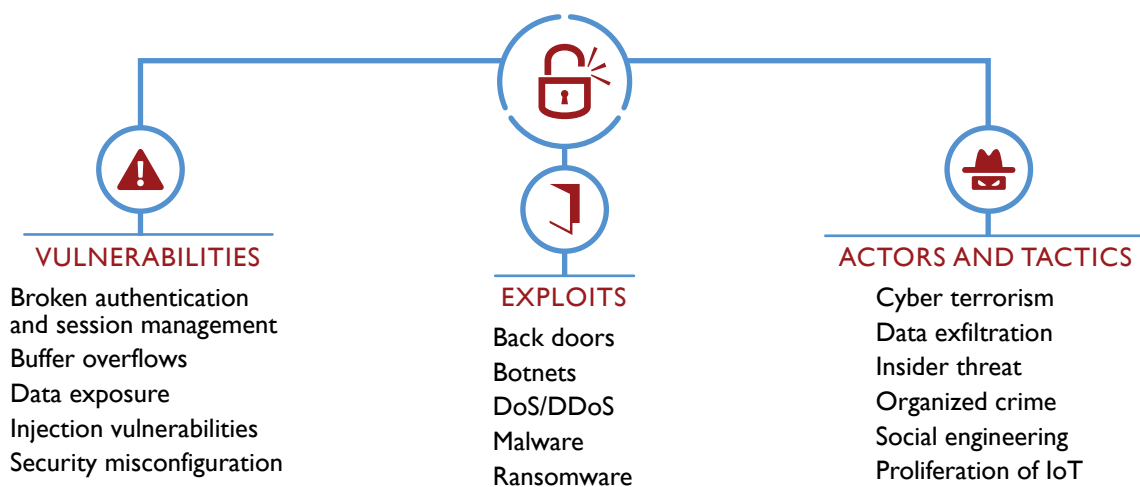 VULNERABILITIES
Broken authentication
and session management
Buffer overflows
Data exposure
Injection vulnerabilities
Security misconfiguration
EXPLOITS
Back doors
Botnets
DoS/DDoS
Malware
Ransomware
ACTORS AND TACTICS
Cyber terrorism
Data exfiltration
Insider threat
Organized crime
Social engineering
Proliferation of IoT